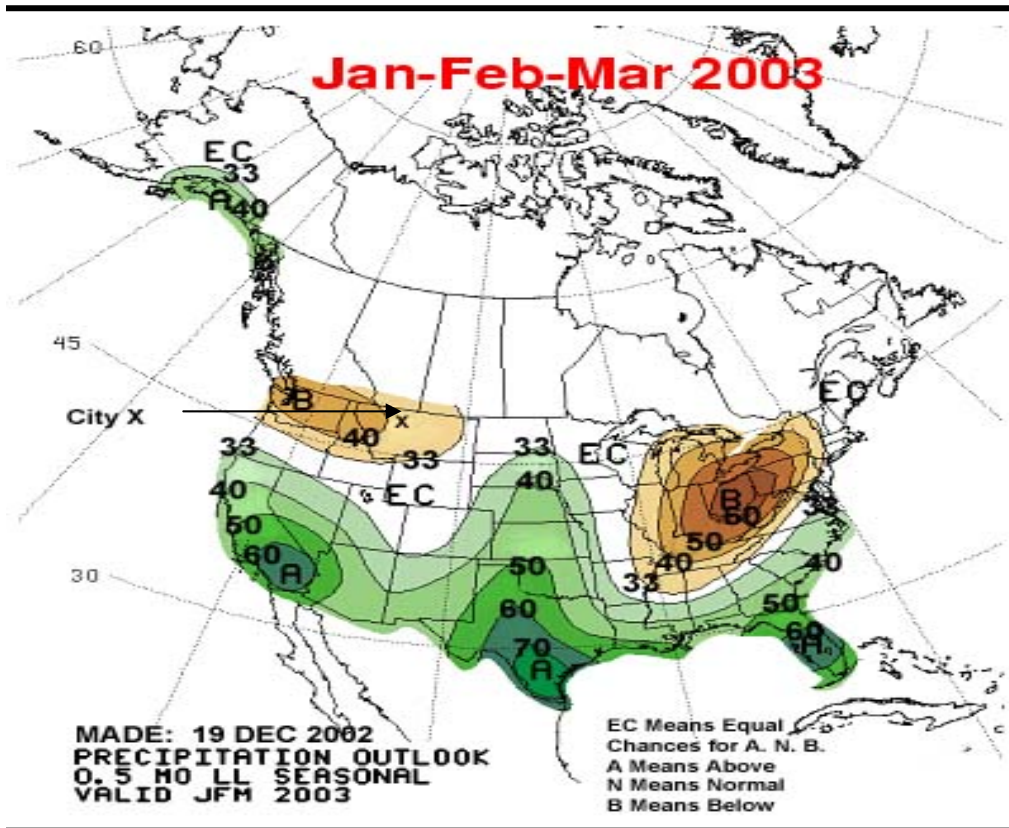 60
Jan-Feb-Mar 2003
EC
33
A 40
45
B
City X
x
40
33
33
EC
33
EC
EC
40
40
B
60
33
50
50
40
40
60
A
50
33
30
60
50
60
A
70
A
MADE: 19 DEC 2002
PRECIPITATION OUTLOOK
0.5 MO LL SEASONAL
VALID JFM 2003
EC Means Equal
Chances for A. N. B.
A Means Above
N Means Normal
B Means Below